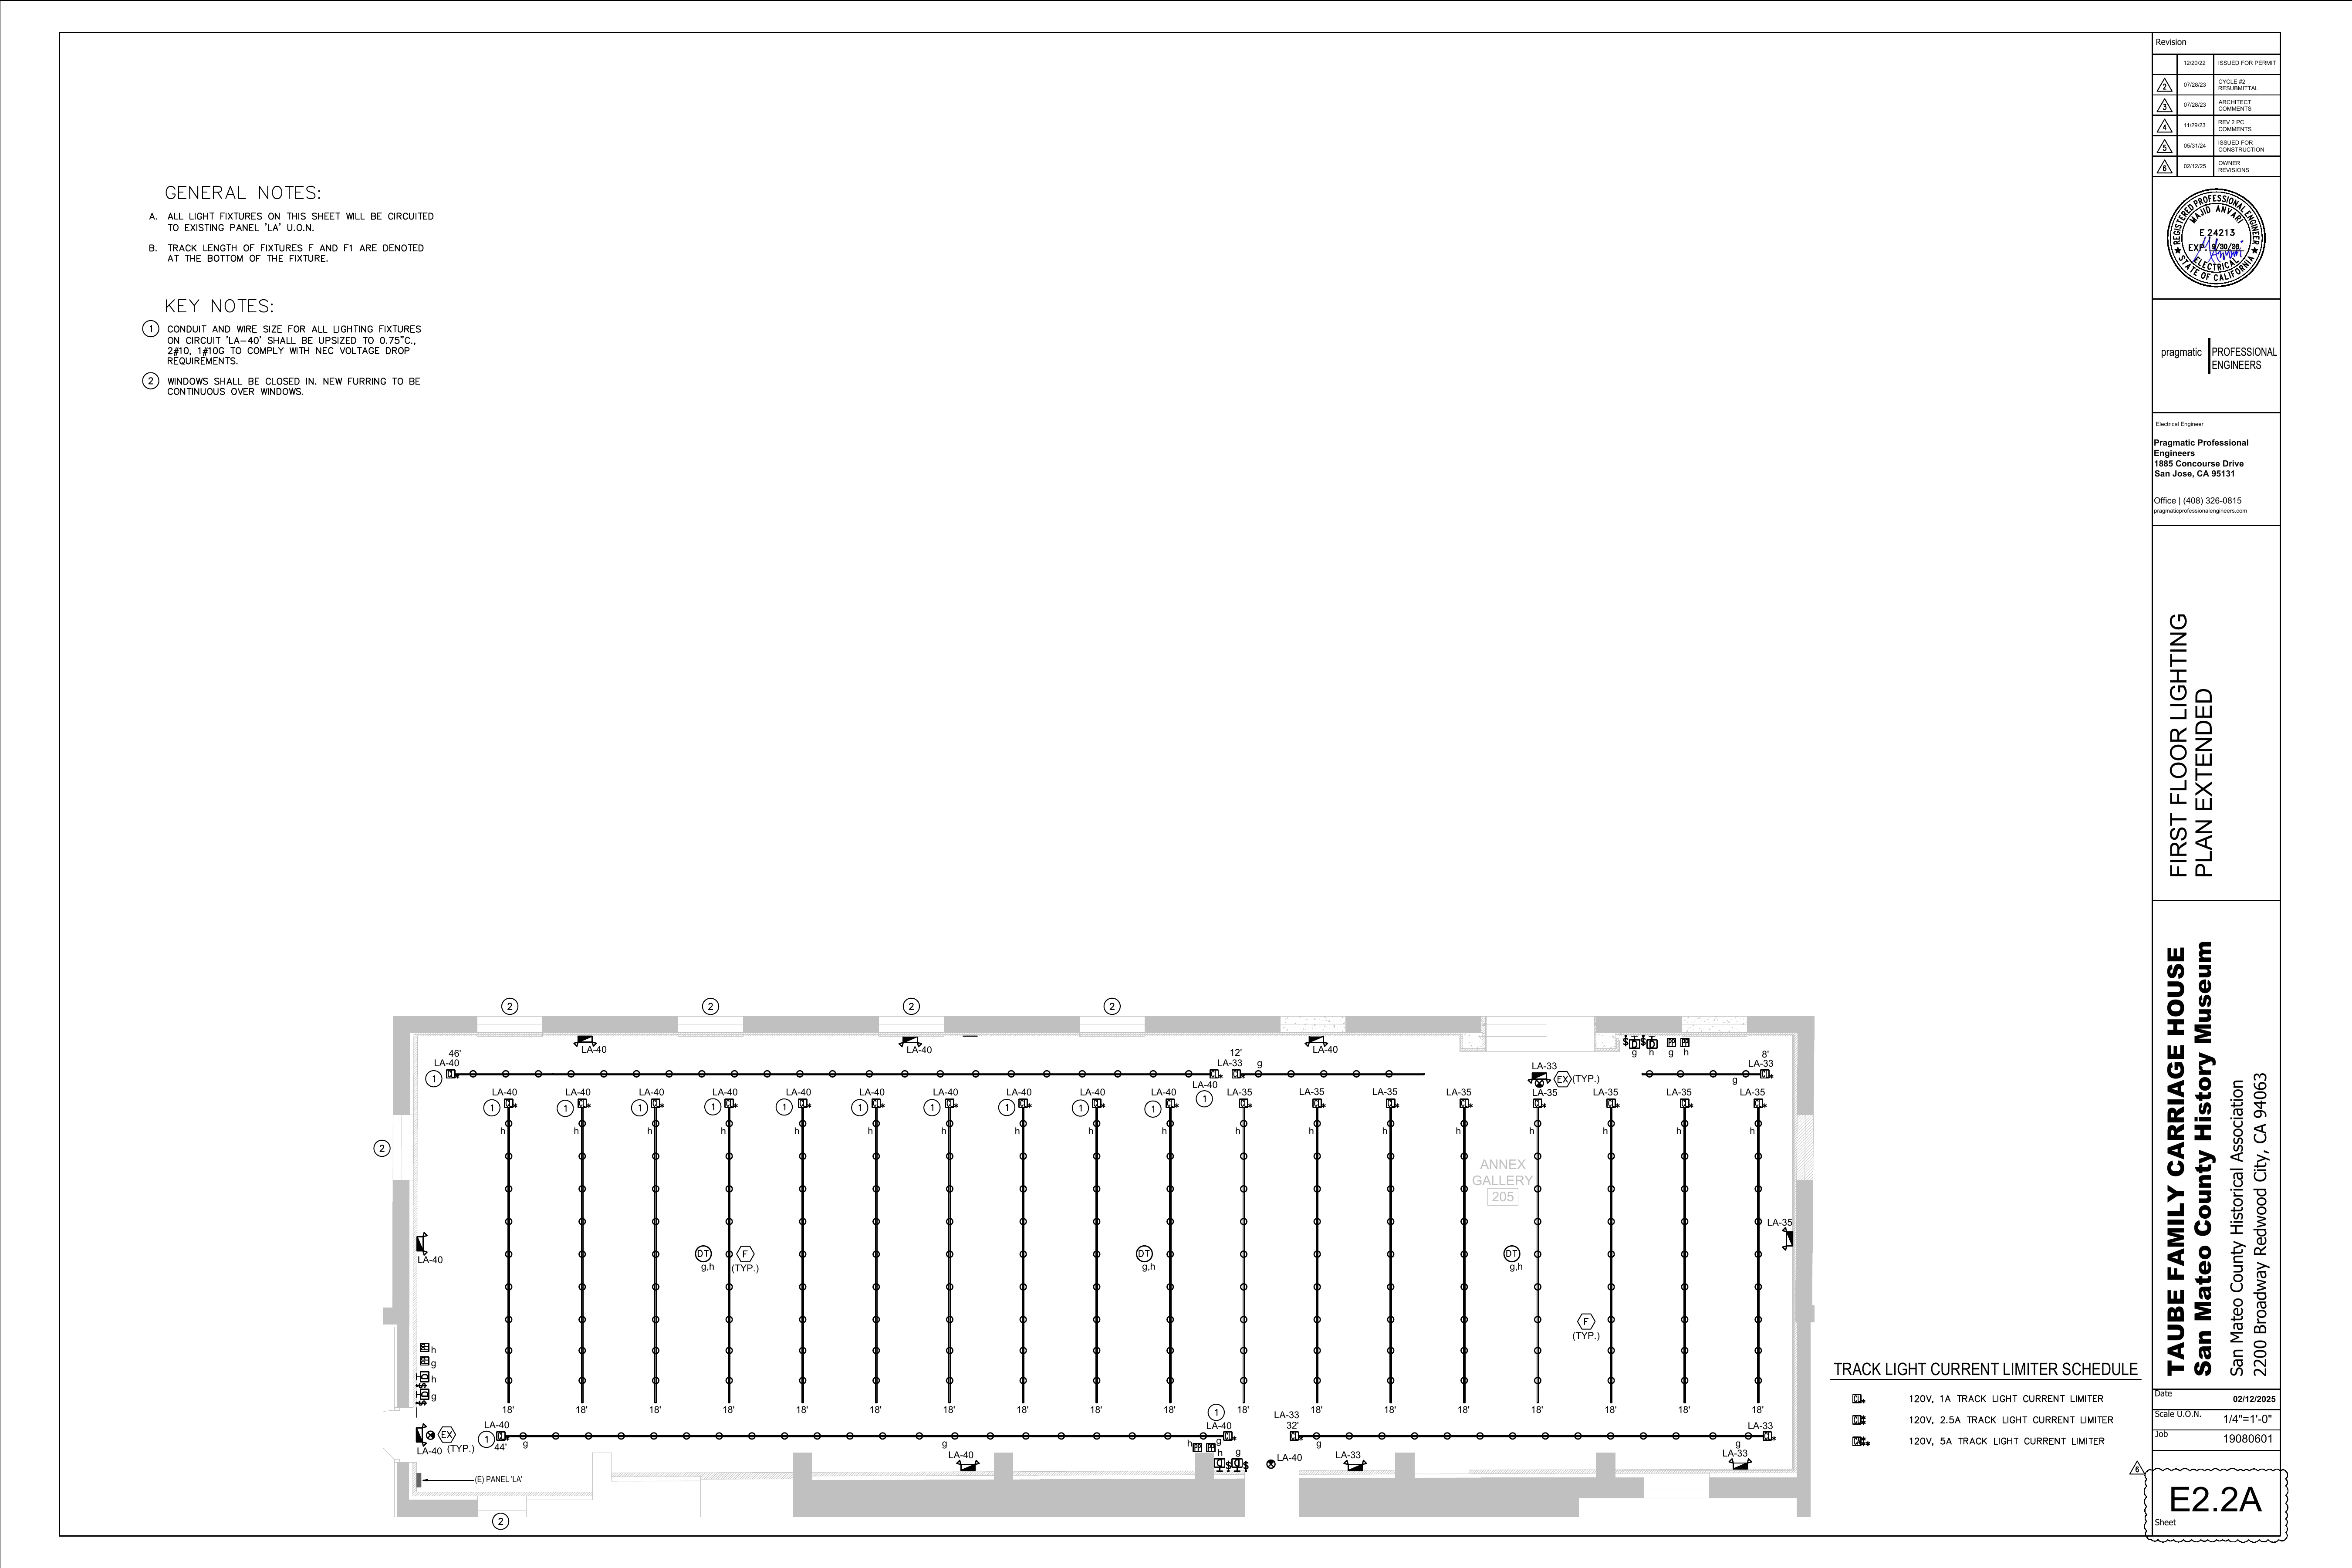 GENERAL NOTES:
A. ALL LIGHT FIXTURES ON THIS SHEET WILL BE CIRCUITED
TO EXISTING PANEL 'LA' U.O.N.
B. TRACK LENGTH OF FIXTURES F AND F1 ARE DENOTED
AT THE BOTTOM OF THE FIXTURE.
KEY NOTES:
1 CONDUIT AND WIRE SIZE FOR ALL LIGHTING FIXTURES
ON CIRCUIT 'LA-40' SHALL BE UPSIZED TO 0.75"C.,
2#10, 1#10G TO COMPLY WITH NEC VOLTAGE DROP
REQUIREMENTS.
2 WINDOWS SHALL BE CLOSED IN. NEW FURRING TO BE
CONTINUOUS OVER WINDOWS.
2 2 2 2
LA-40 LA-40 LA-40
46' 12' 8'
LA-40 LA-33 g LA-33 LA-33
g h g h
1 EX (TYP.) g
LA-40 1
LA-40 LA-40 LA-40 LA-40 LA-40 LA-40 LA-40 LA-40 LA-40 LA-40 LA-35 LA-35 LA-35 LA-35 LA-35 LA-35 LA-35 LA-35
1 1 1 1 1 1 1 1 1 1
h h h h h h h h h h h h h h h h h
2
ANNEX
GALLERY
205
LA-35
LA-40
DT F DT DT
g,h (TYP.) g,h g,h
F
(TYP.)
h
g
h
g
18' 18' 18' 18' 18' 18' 18' 18' 18' 18' 18' 18' 18' 18' 18' 18' 18' 18'
LA-40 1 LA-33
1 44' g g LA-40 32' g g LA-33
EX
LA-40 (TYP.) LA-40 h g h g LA-40 LA-33 LA-33
(E) PANEL 'LA'
2
TRACK LIGHT CURRENT LIMITER SCHEDULE
120V, 1A TRACK LIGHT CURRENT LIMITER
120V, 2.5A TRACK LIGHT CURRENT LIMITER
120V, 5A TRACK LIGHT CURRENT LIMITER
Revision
12/20/22 ISSUED FOR PERMIT
2 07/28/23 CYCLE #2
RESUBMITTAL
3 07/28/23 ARCHITECT
COMMENTS
4 11/29/23 REV 2 PC
COMMENTS
5 05/31/24 ISSUED FOR
CONSTRUCTION
6 02/12/25 OWNER
REVISIONS
REGISTERED PROFESSIONAL ENGINEER
MAJID ANVARI
E 24213
EXP. 9/30/26
ELECTRICAL
STATE OF CALIFORNIA
pragmatic PROFESSIONAL
ENGINEERS
Electrical Engineer
Pragmatic Professional
Engineers
1885 Concourse Drive
San Jose, CA 95131
Office | (408) 326-0815
pragmaticprofessionalengineers.com
FIRST FLOOR LIGHTING
PLAN EXTENDED
TAUBE FAMILY CARRIAGE HOUSE
San Mateo County History Museum
San Mateo County Historical Association
2200 Broadway Redwood City, CA 94063
Date 02/12/2025
Scale U.O.N. 1/4"=1'-0"
Job 19080601
6
E2.2A
Sheet